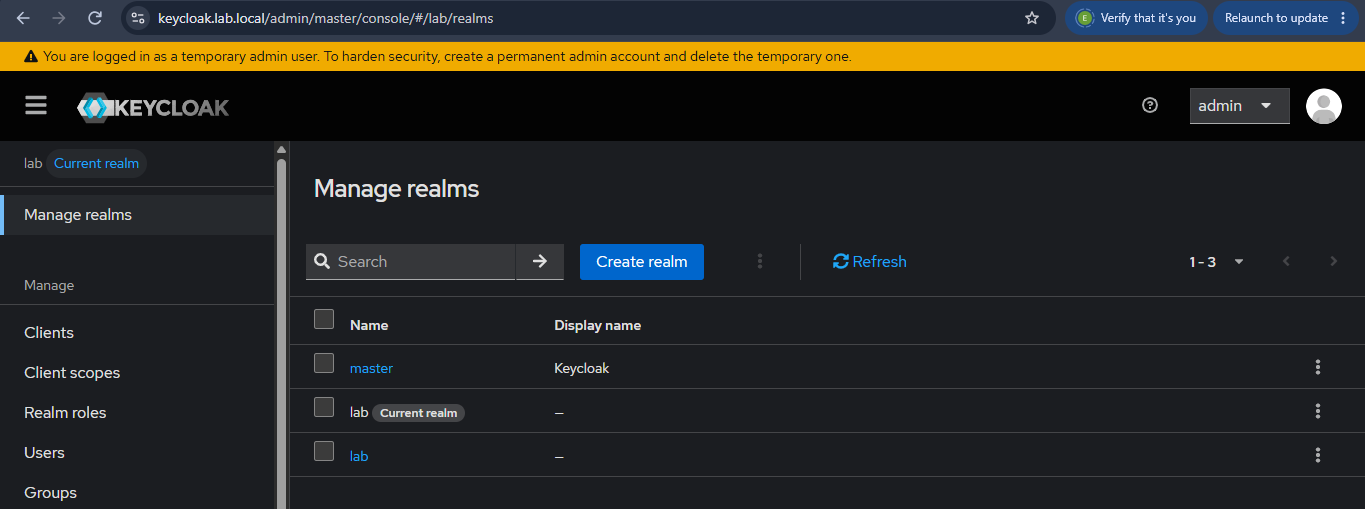 keycloak.lab.local/admin/master/console/#/lab/realms
Verify that it's you
Relaunch to update
E
You are logged in as a temporary admin user. To harden security, create a permanent admin account and delete the temporary one.
KEYCLOAK
admin
lab Current realm
Manage realms
Manage
Clients
Client scopes
Realm roles
Users
Groups
Manage realms
Search
Create realm
Refresh
1 - 3
Name Display name
master Keycloak
lab Current realm –
lab –